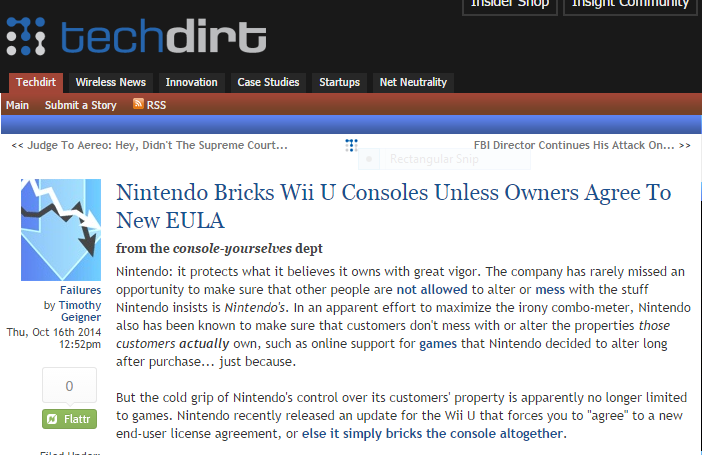 Insider Shop
Insight Community
techdirt
Techdirt
Wireless News
Innovation
Case Studies
Startups
Net Neutrality
Main
Submit a Story
RSS
<< Judge To Aereo: Hey, Didn't The Supreme Court...
FBI Director Continues His Attack On... >>
Rectangular Snip
Nintendo Bricks Wii U Consoles Unless Owners Agree To
New EULA
from the console-yourselves dept
Failures
by Timothy
Geigner
Thu, Oct 16th 2014
12:52pm
0
Flattr
Filed Under:
Nintendo: it protects what it believes it owns with great vigor. The company has rarely missed an
opportunity to make sure that other people are not allowed to alter or mess with the stuff
Nintendo insists is Nintendo's. In an apparent effort to maximize the irony combo-meter, Nintendo
also has been known to make sure that customers don't mess with or alter the properties those
customers actually own, such as online support for games that Nintendo decided to alter long
after purchase... just because.
But the cold grip of Nintendo's control over its customers' property is apparently no longer limited
to games. Nintendo recently released an update for the Wii U that forces you to "agree" to a new
end-user license agreement, or else it simply bricks the console altogether.